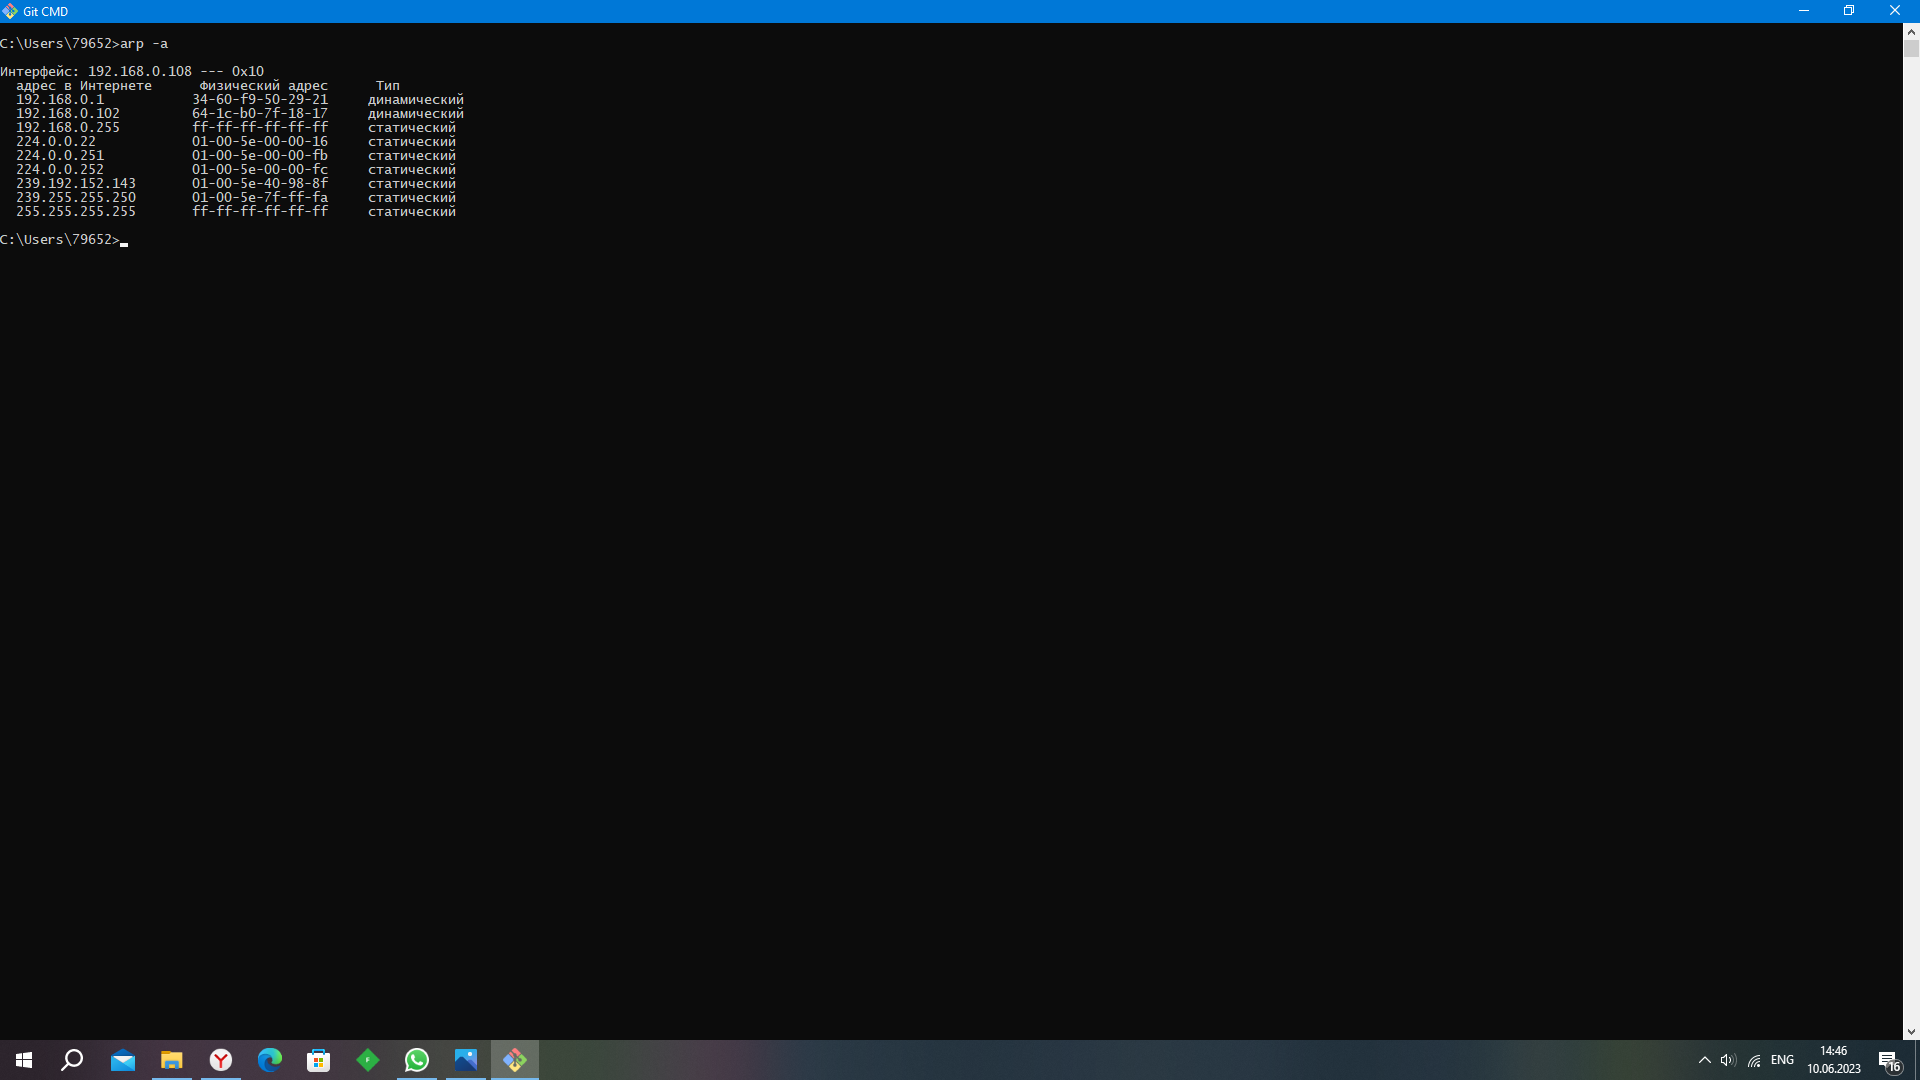 Git CMD
C:\Users\79652>arp -a
Интерфейс: 192.168.0.108 --- 0x10
адрес в Интернете физический адрес Тип
192.168.0.1 34-60-f9-50-29-21 динамический
192.168.0.102 64-1c-b0-7f-18-17 динамический
192.168.0.255 ff-ff-ff-ff-ff-ff статический
224.0.0.22 01-00-5e-00-00-16 статический
224.0.0.251 01-00-5e-00-00-fb статический
224.0.0.252 01-00-5e-00-00-fc статический
239.192.152.143 01-00-5e-40-98-8f статический
239.255.255.250 01-00-5e-7f-ff-fa статический
255.255.255.255 ff-ff-ff-ff-ff-ff статический
C:\Users\79652>
ENG
14:46
10.06.2023
16